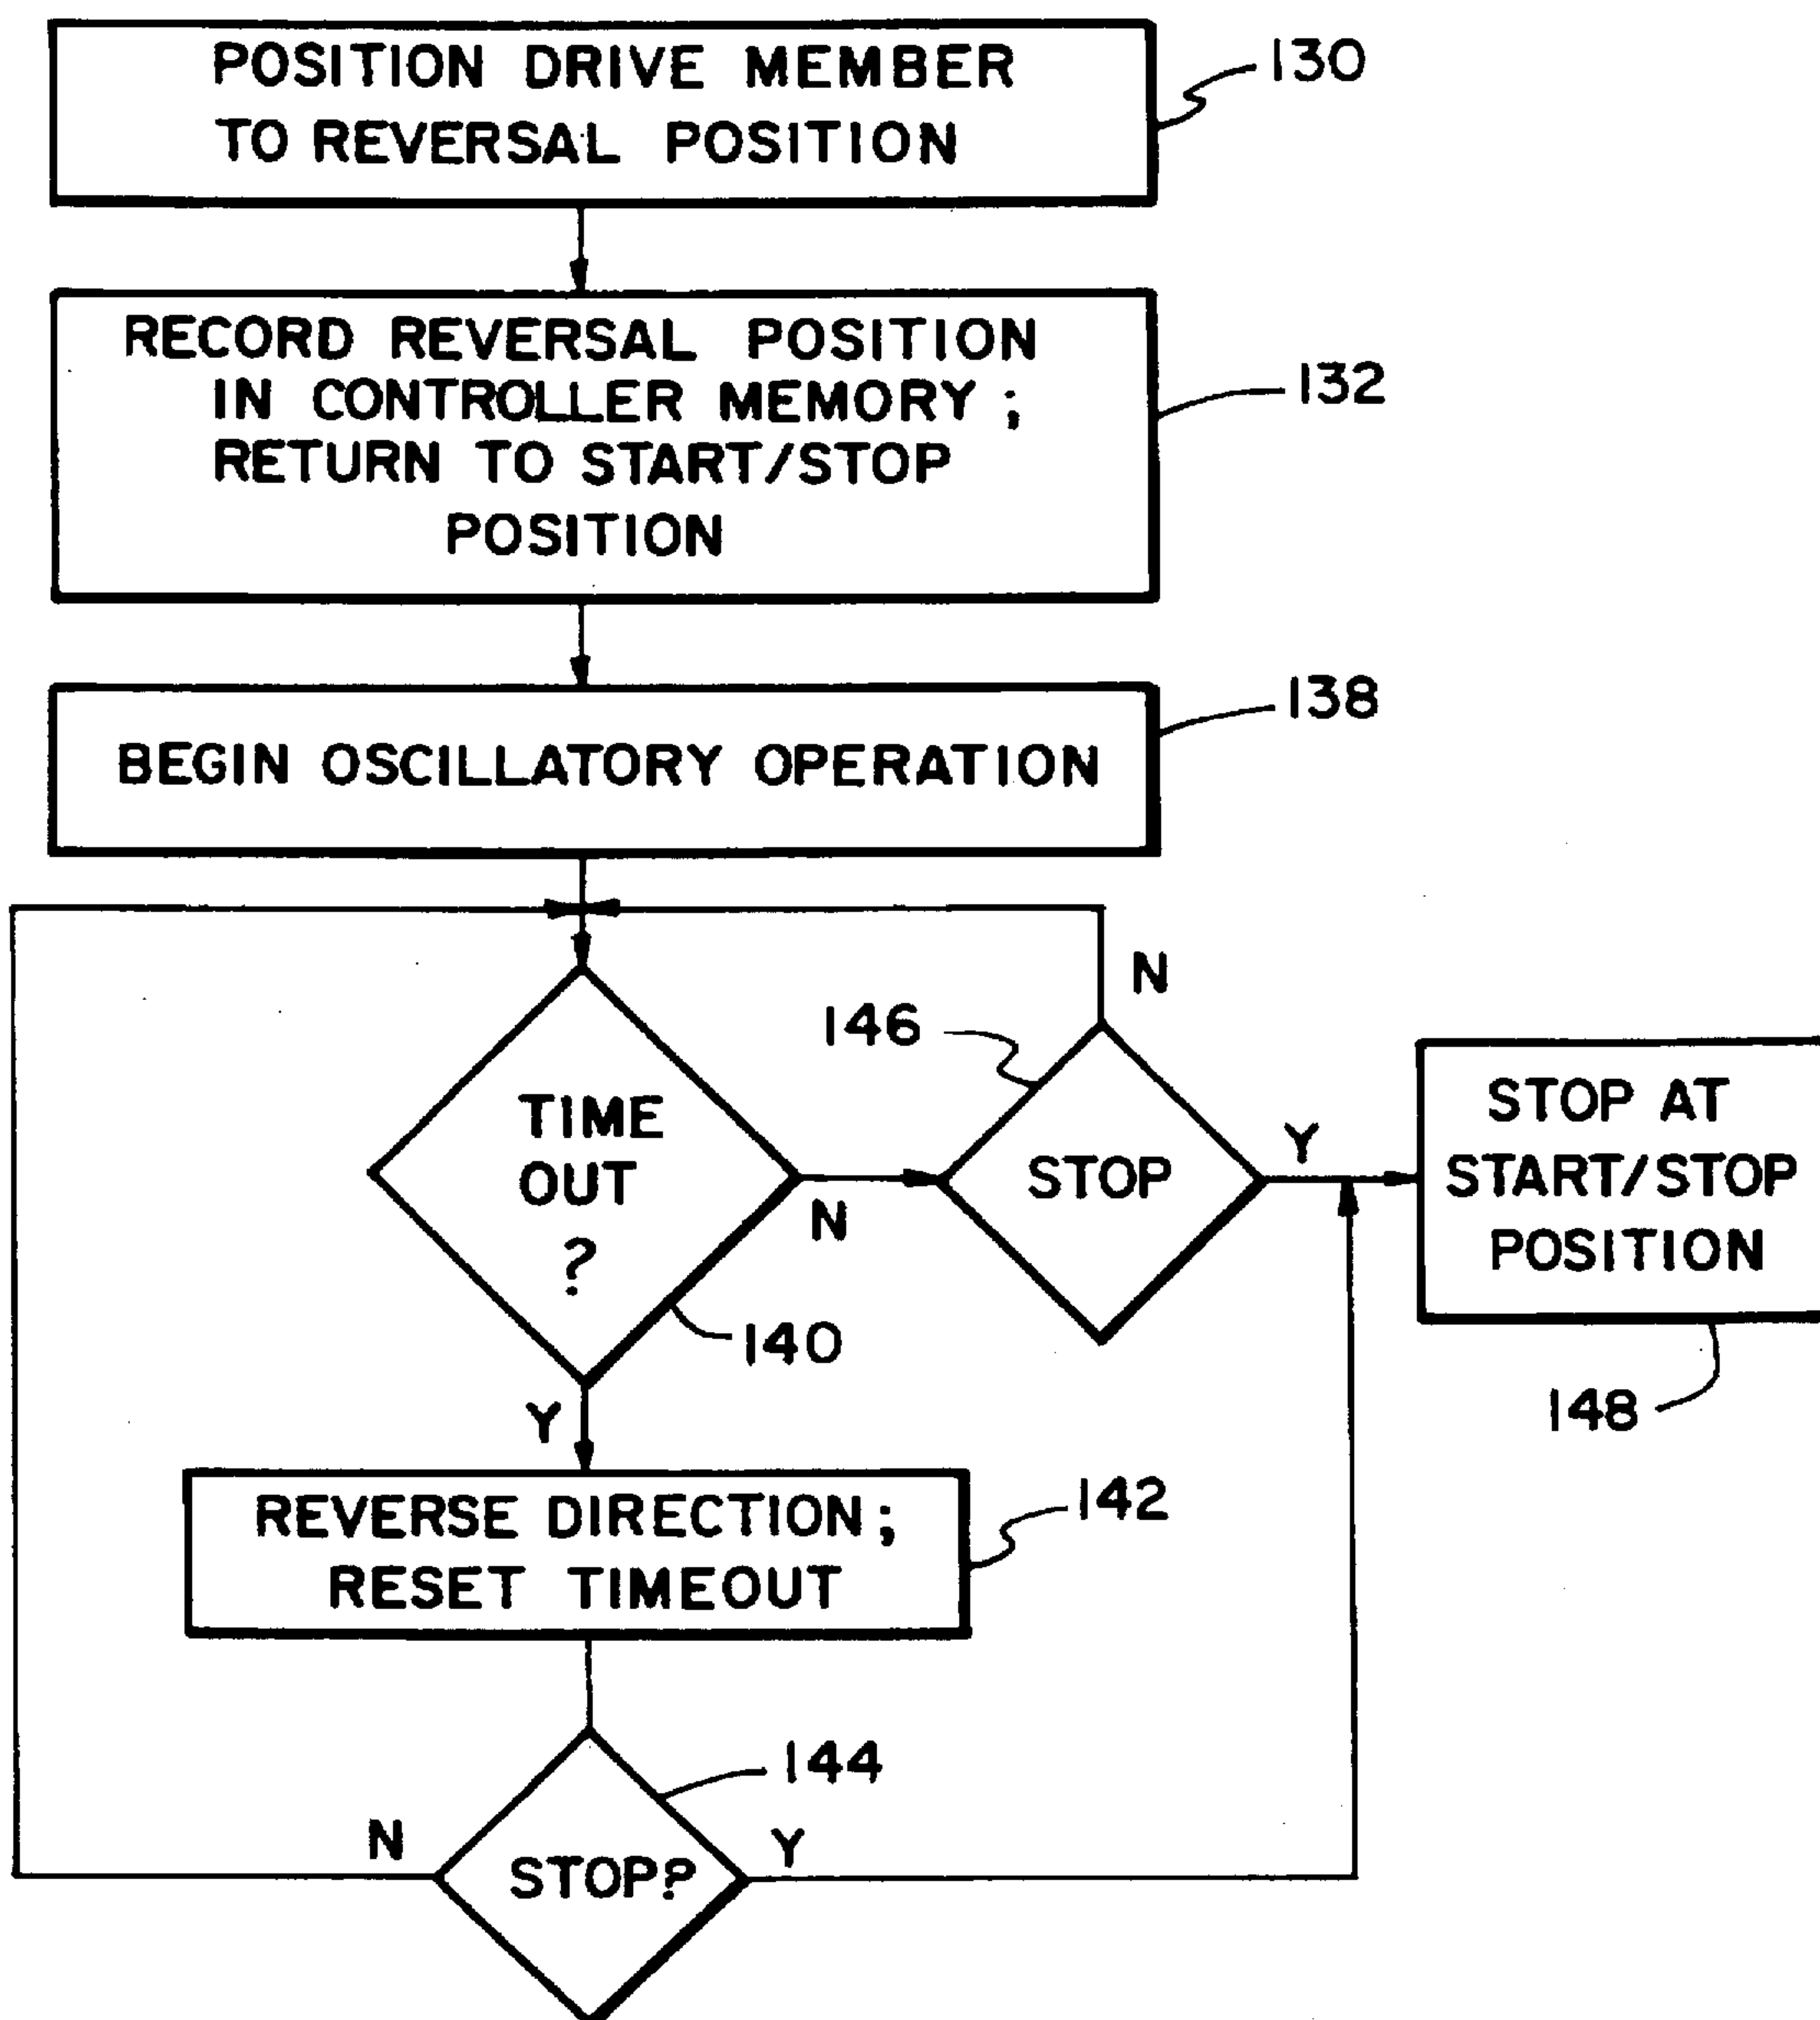 POSITION DRIVE MEMBER
TO REVERSAL POSITION
130
RECORD REVERSAL POSITION
IN CONTROLLER MEMORY;
RETURN TO START/STOP
POSITION
132
BEGIN OSCILLATORY OPERATION
138
TIME
OUT
?
N
140
Y
146
N
STOP
Y
STOP AT
START/STOP
POSITION
148
REVERSE DIRECTION;
RESET TIMEOUT
142
144
N
STOP?
Y